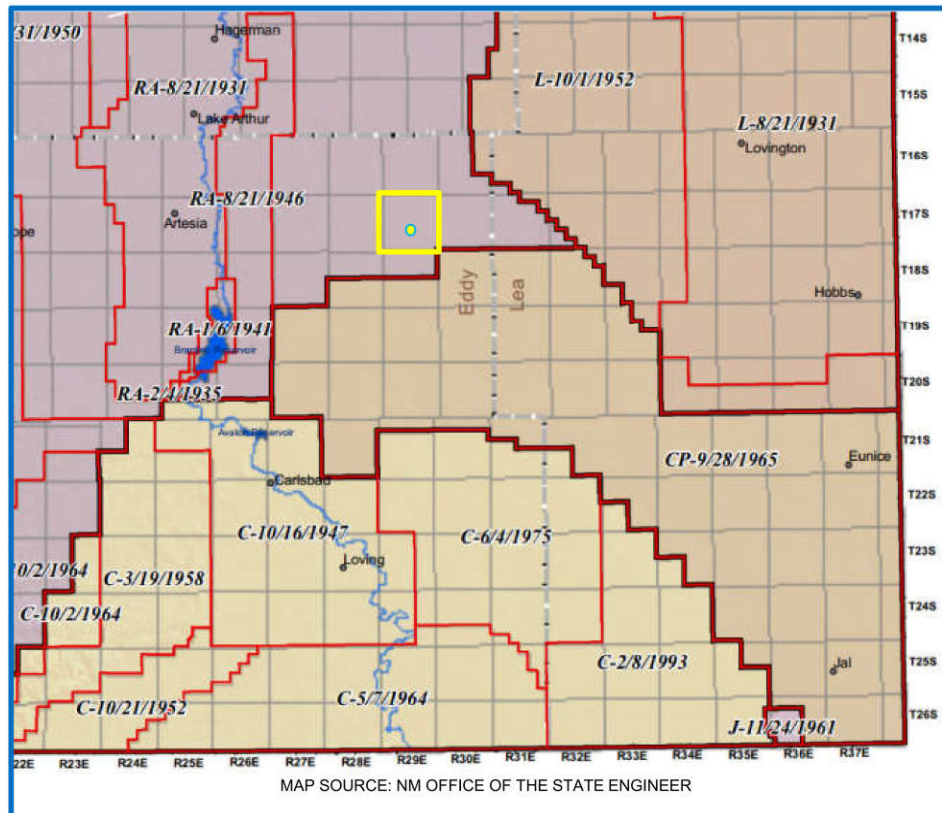 /31/1950
Hagerman
T14S
RA-8/21/1931
L-10/1/1952
T15S
Lake Arthur
L-8/21/1931
Lovington
T16S
RA-8/21/1946
Artesia
T17S
ope
T18S
Eddy
Lea
Hobbs
RA-1/6/1941
T19S
RA-2/4/1935
T20S
Avalon Reservoir
T21S
CP-9/28/1965
Eunice
Carlsbad
T22S
C-10/16/1947
C-6/4/1975
T23S
Loving
10/2/1964
C-3/19/1958
C-10/2/1964
T24S
C-2/8/1993
Jal
T25S
C-10/21/1952
C-5/7/1964
T26S
J-11/24/1961
22E R23E R24E R25E R26E R27E R28E R29E R30E R31E R32E R33E R34E R35E R36E R37E
MAP SOURCE: NM OFFICE OF THE STATE ENGINEER